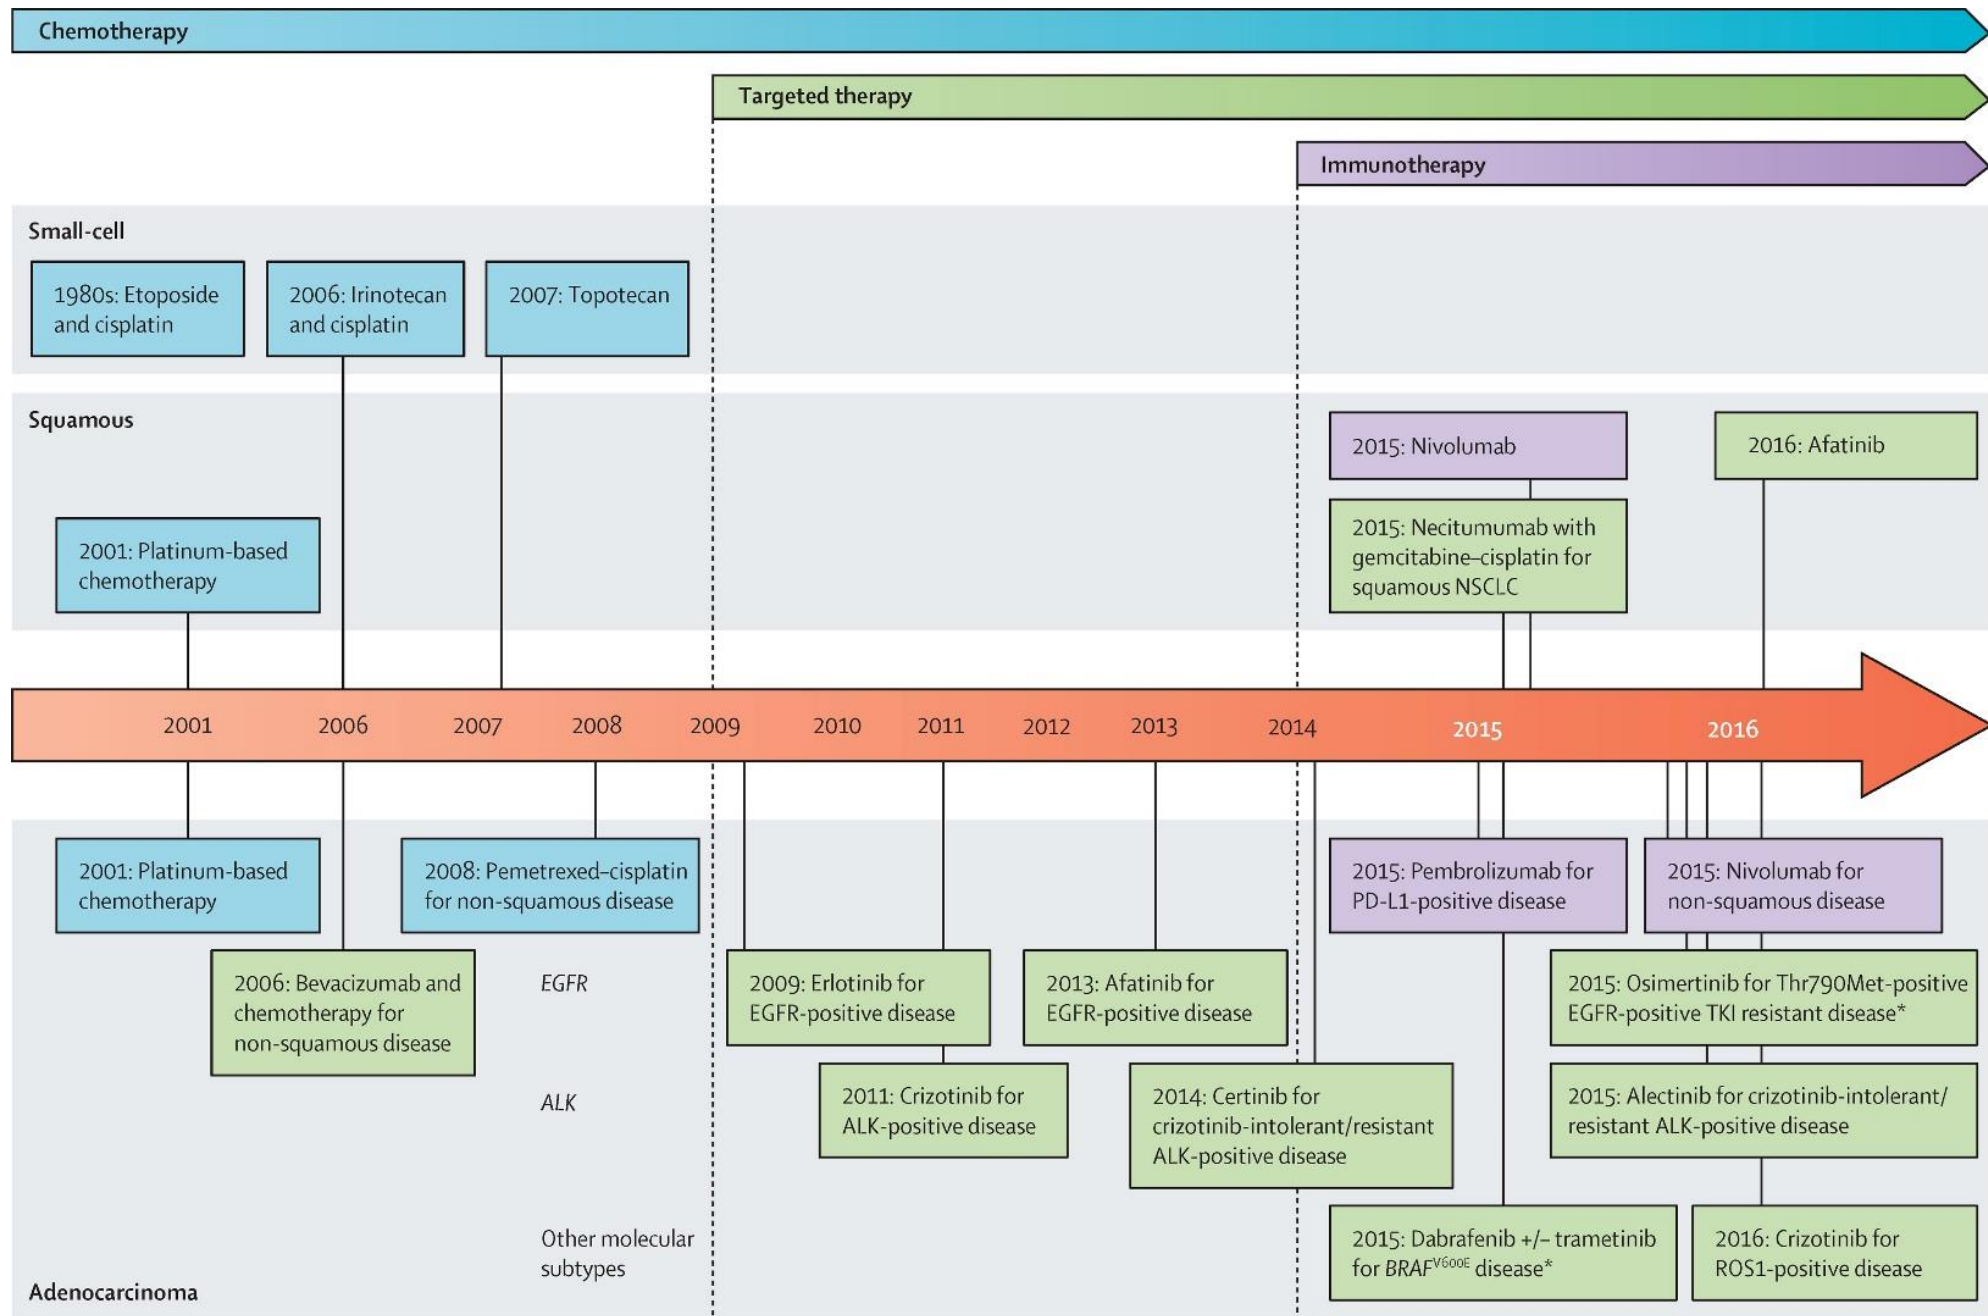 Chemotherapy
Targeted therapy
Immunotherapy
Small-cell
1980s: Etoposide
and cisplatin
2006: Irinotecan
and cisplatin
2007: Topotecan
Squamous
2015: Nivolumab
2016: Afatinib
2001: Platinum-based
chemotherapy
2015: Necitumumab with
gemcitabine–cisplatin for
squamous NSCLC
2001 2006 2007 2008 2009 2010 2011 2012 2013 2014 2015 2016
2001: Platinum-based
chemotherapy
2008: Pemetrexed–cisplatin
for non-squamous disease
2015: Pembrolizumab for
PD-L1-positive disease
2015: Nivolumab for
non-squamous disease
2006: Bevacizumab and
chemotherapy for
non-squamous disease
EGFR
2009: Erlotinib for
EGFR-positive disease
2013: Afatinib for
EGFR-positive disease
2015: Osimertinib for Thr790Met-positive
EGFR-positive TKI resistant disease*
ALK
2011: Crizotinib for
ALK-positive disease
2014: Certinib for
crizotinib-intolerant/resistant
ALK-positive disease
2015: Alectinib for crizotinib-intolerant/
resistant ALK-positive disease
Other molecular
subtypes
2015: Dabrafenib +/– trametinib
for BRAFV600E disease*
2016: Crizotinib for
ROS1-positive disease
Adenocarcinoma